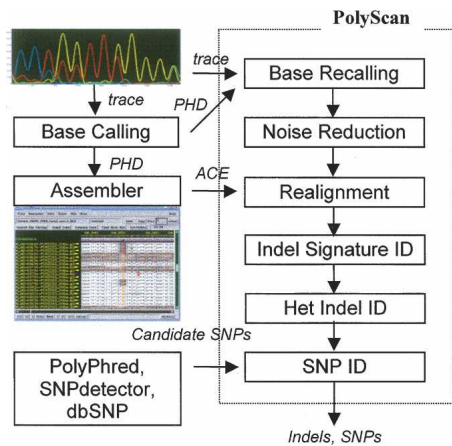 PolyScan
trace
Base Recalling
trace
PHD
Base Calling
Noise Reduction
PHD
ACE
Assembler
Realignment
Indel Signature ID
Het Indel ID
Candidate SNPs
PolyPhred,
SNPdetector,
dbSNP
SNP ID
Indels, SNPs